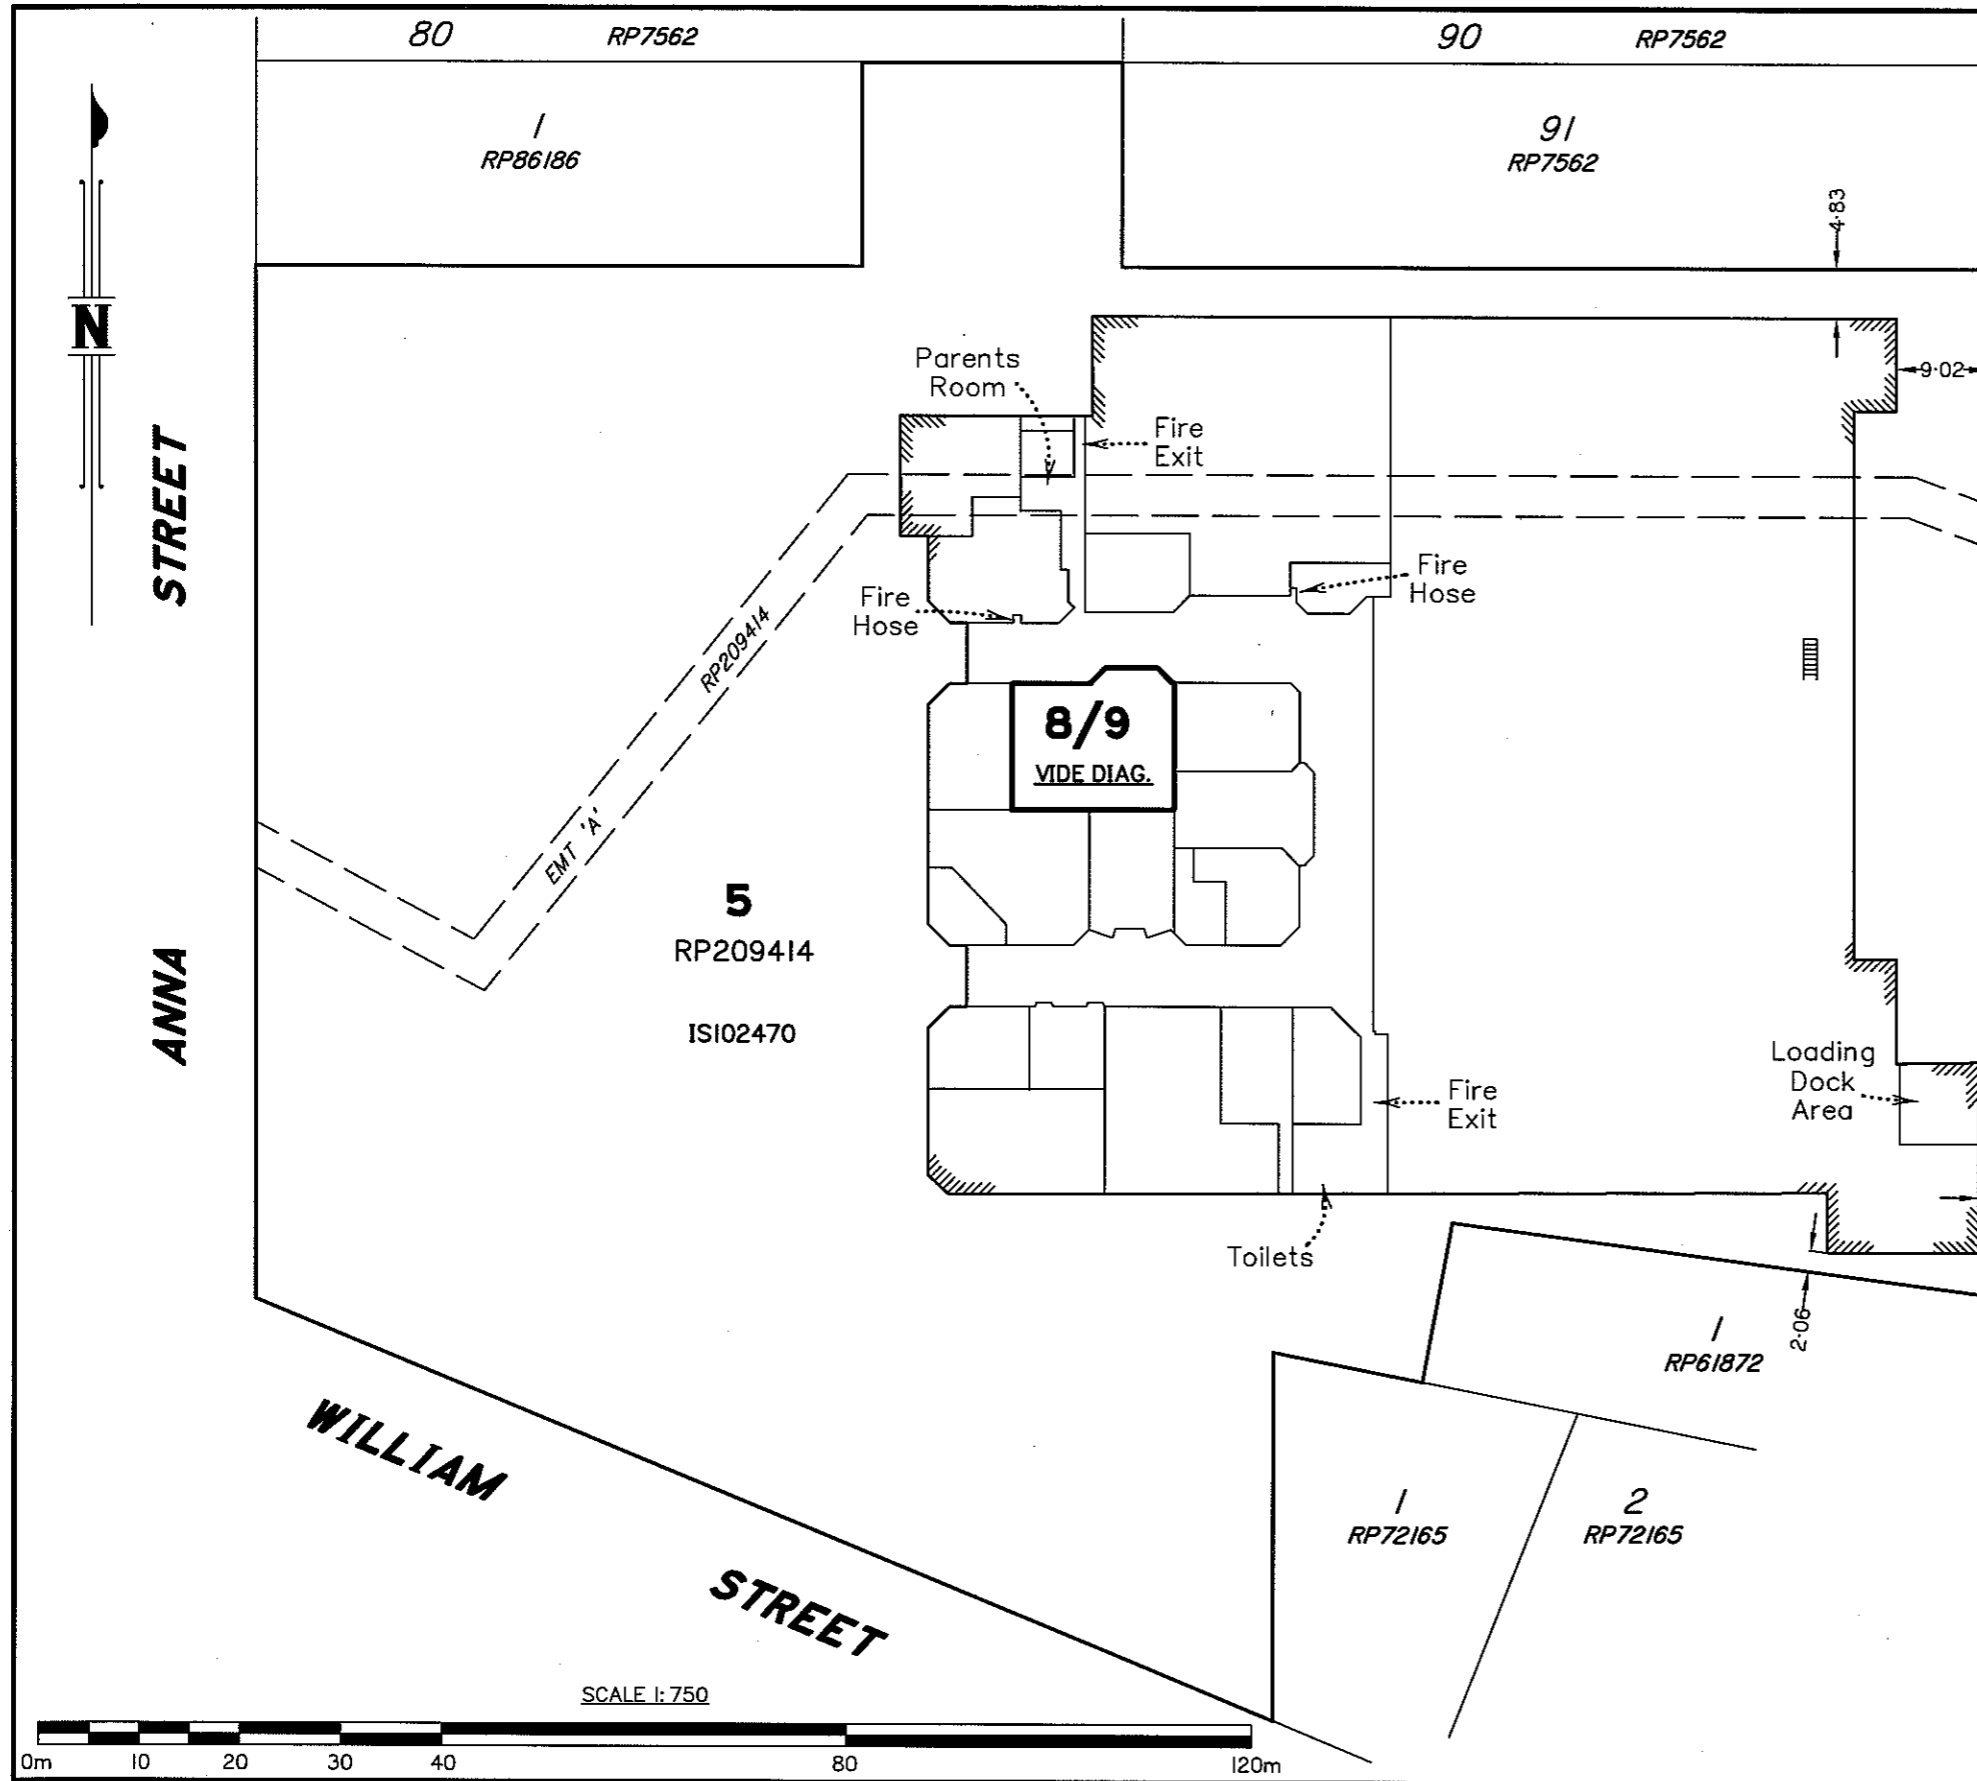 80 RP7562
90 RP7562
1
RP86186
91
RP7562
4·83
N
9·02
Parents
Room
Fire
Exit
STREET
Fire
Hose
Fire
Hose
RP209414
8/9
VIDE DIAG.
EMT 'A'
5
RP209414
ANNA
IS102470
Loading
Dock
Area
Fire
Exit
Toilets
2·06
1
RP61872
WILLIAM
STREET
1
RP72165
2
RP72165
SCALE 1:750
0m 10 20 30 40 80 120m